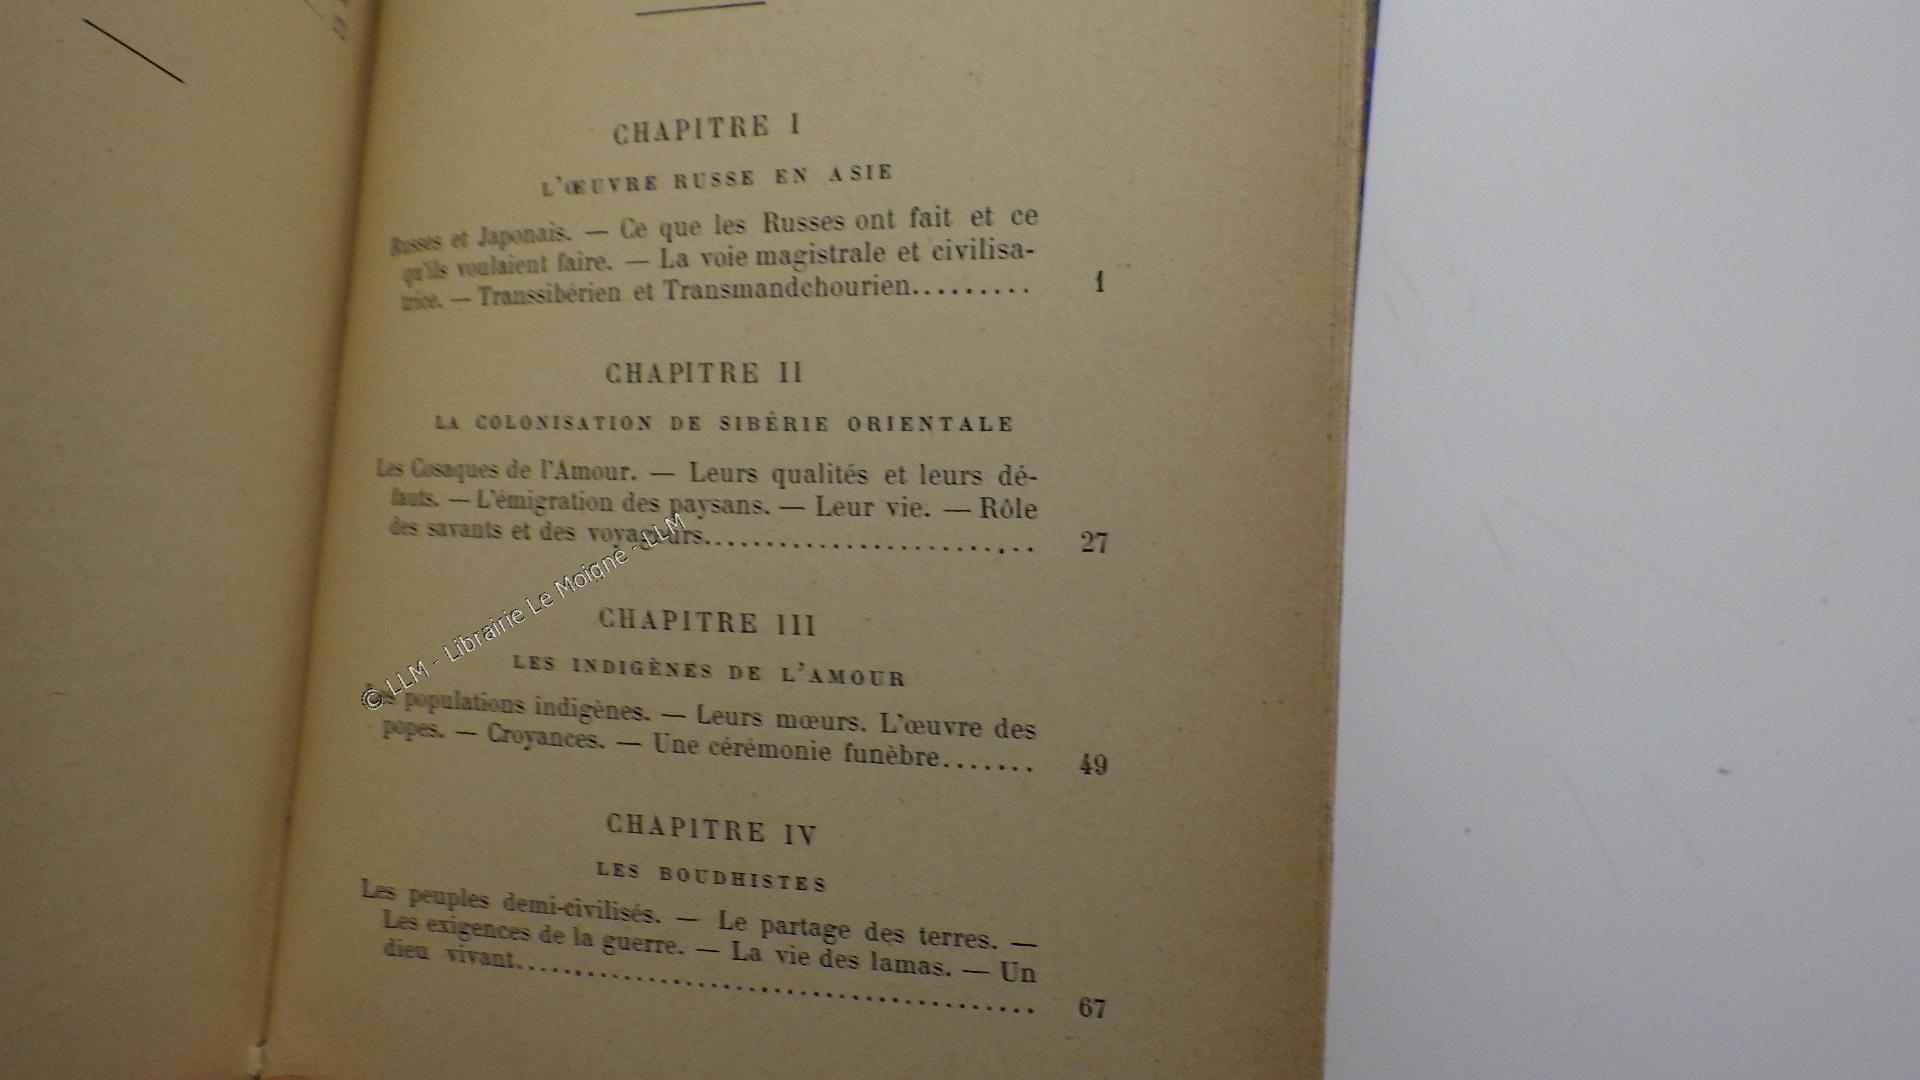 CHAPITRE I
L'ŒUVRE RUSSE EN ASIE
Russes et Japonais. — Ce que les Russes ont fait et ce
qu'ils voulaient faire. — La voie magistrale et civilisa-
trice. — Transsibérien et Transmandchourien......... 1
CHAPITRE II
LA COLONISATION DE SIBÉRIE ORIENTALE
Les Cosaques de l'Amour. — Leurs qualités et leurs dé-
fauts. — L'émigration des paysans. — Leur vie. — Rôle
des savants et des voyageurs.......................... 27
CHAPITRE III
LES INDIGÈNES DE L'AMOUR
Les populations indigènes. — Leurs mœurs. L'œuvre des
popes. — Croyances. — Une cérémonie funèbre....... 49
CHAPITRE IV
LES BOUDHISTES
Les peuples demi-civilisés. — Le partage des terres. —
Les exigences de la guerre. — La vie des lamas. — Un
dieu vivant.......................................... 67
© LLM - Librairie Le Moigne - LLM